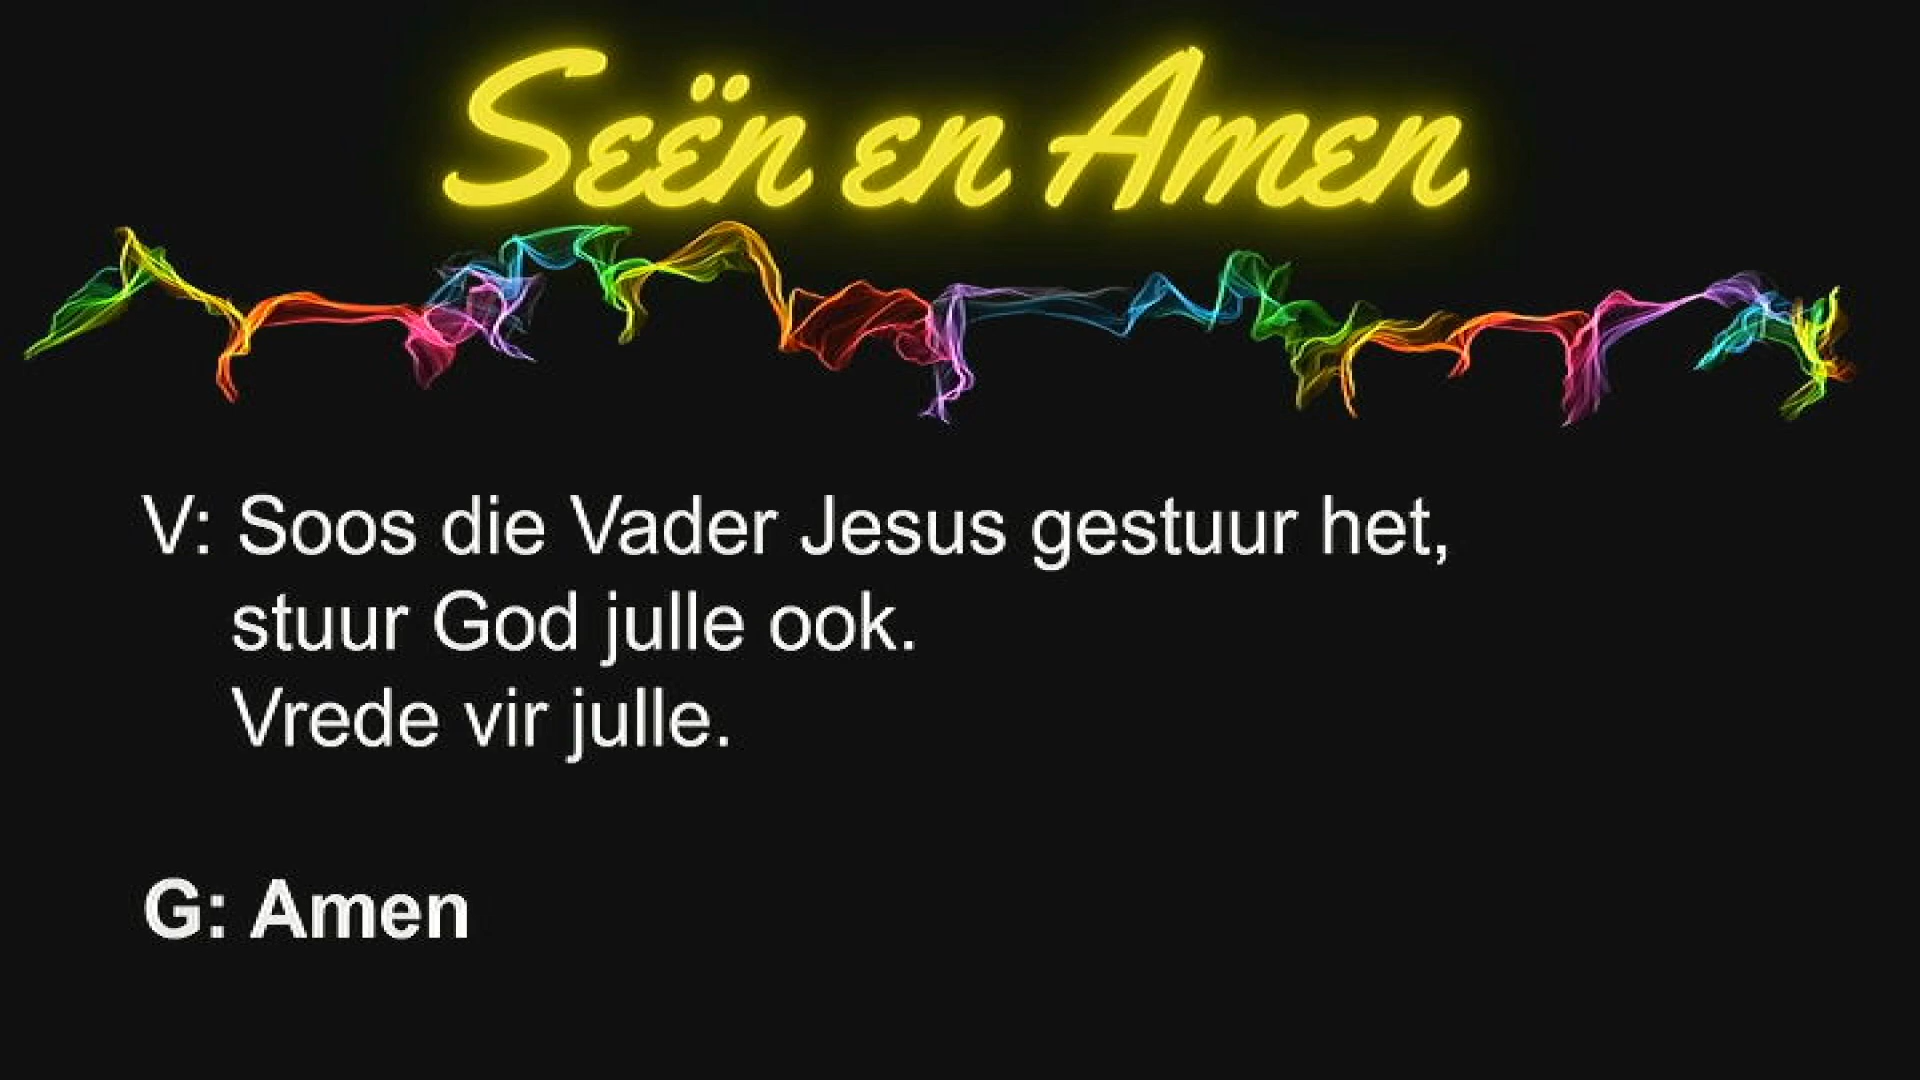 Seën en Amen
V: Soos die Vader Jesus gestuur het,
stuur God julle ook.
Vrede vir julle.
G: Amen